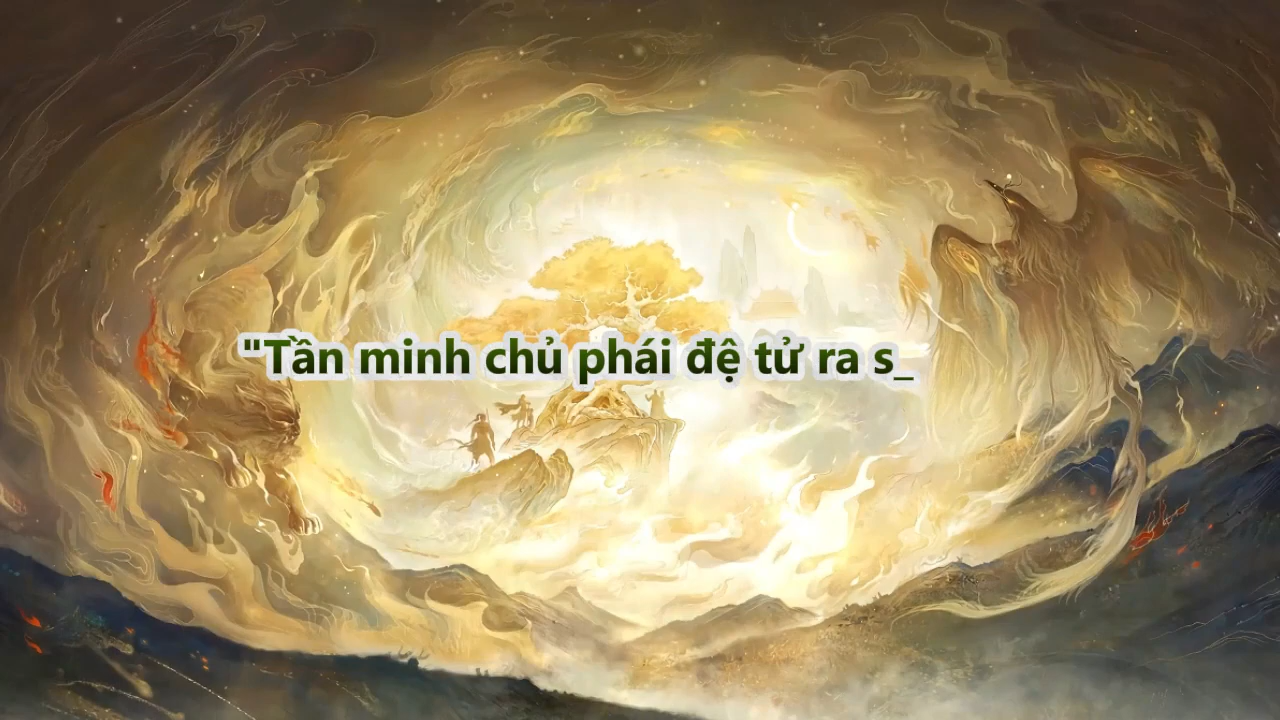 "Tần minh chủ phái đệ tử ra s_